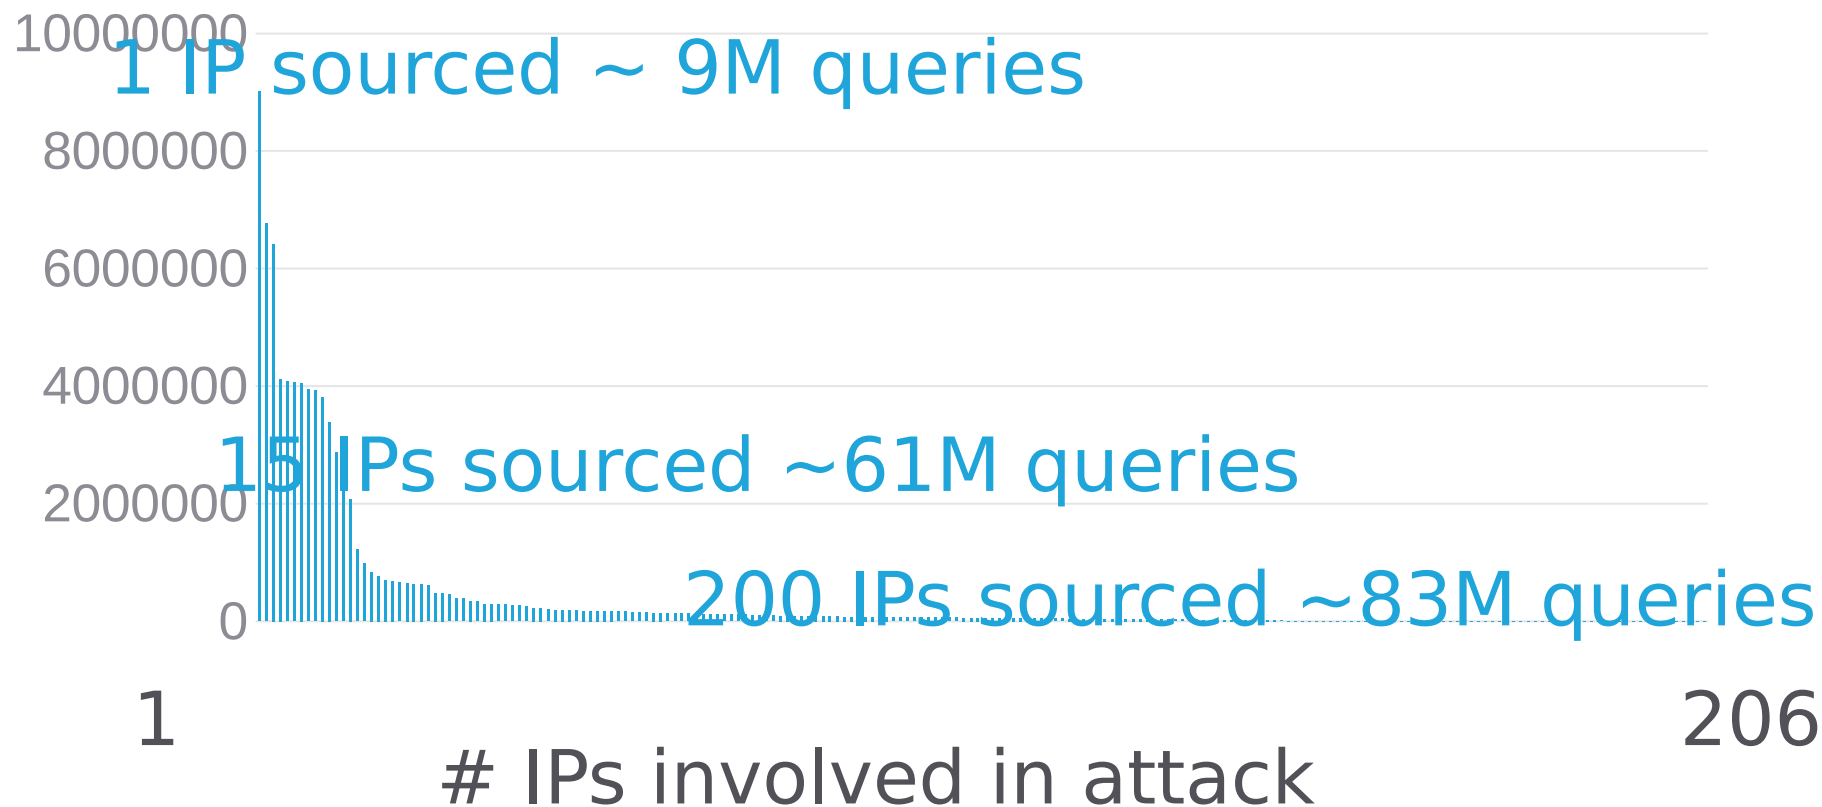 10000000
1 IP sourced ~ 9M queries
8000000
6000000
4000000
15 IPs sourced ~61M queries
2000000
200 IPs sourced ~83M queries
0
1
206
# IPs involved in attack